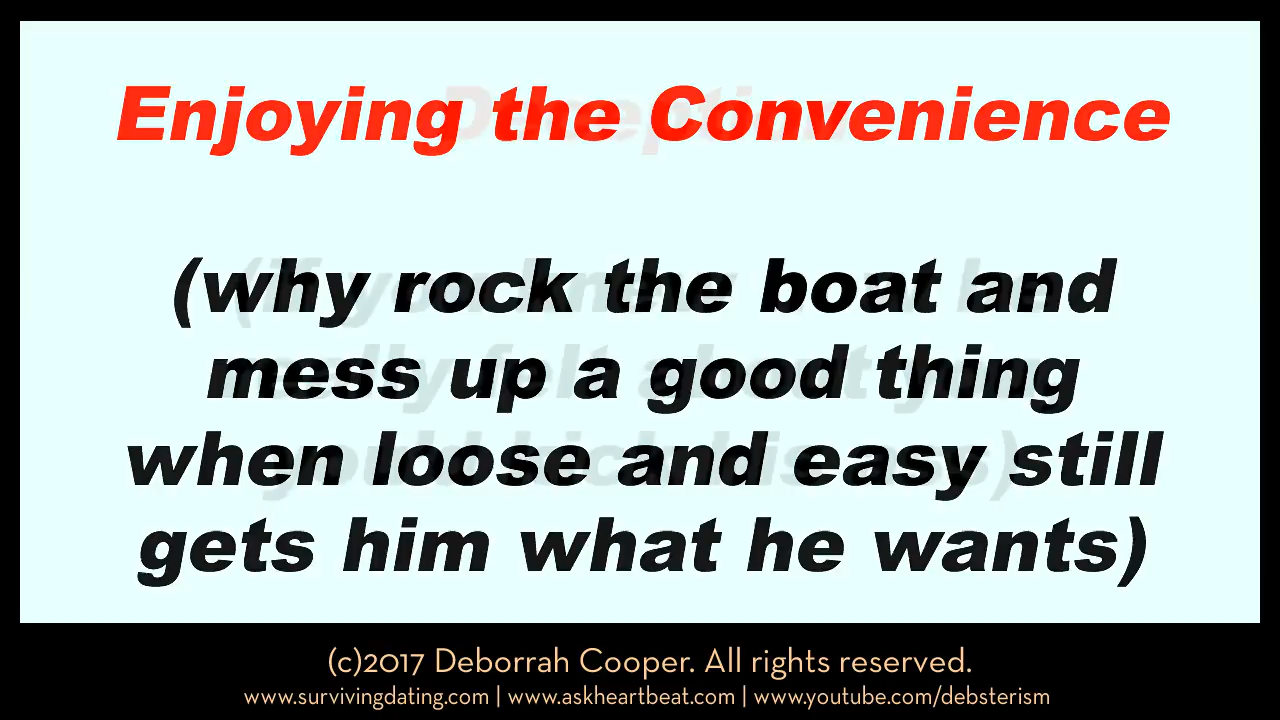 Enjoying the Convenience
(why rock the boat and
mess up a good thing
when loose and easy still
gets him what he wants)
(c)2017 Deborrah Cooper. All rights reserved.
www.survivingdating.com | www.askheartbeat.com | www.youtube.com/debsterism